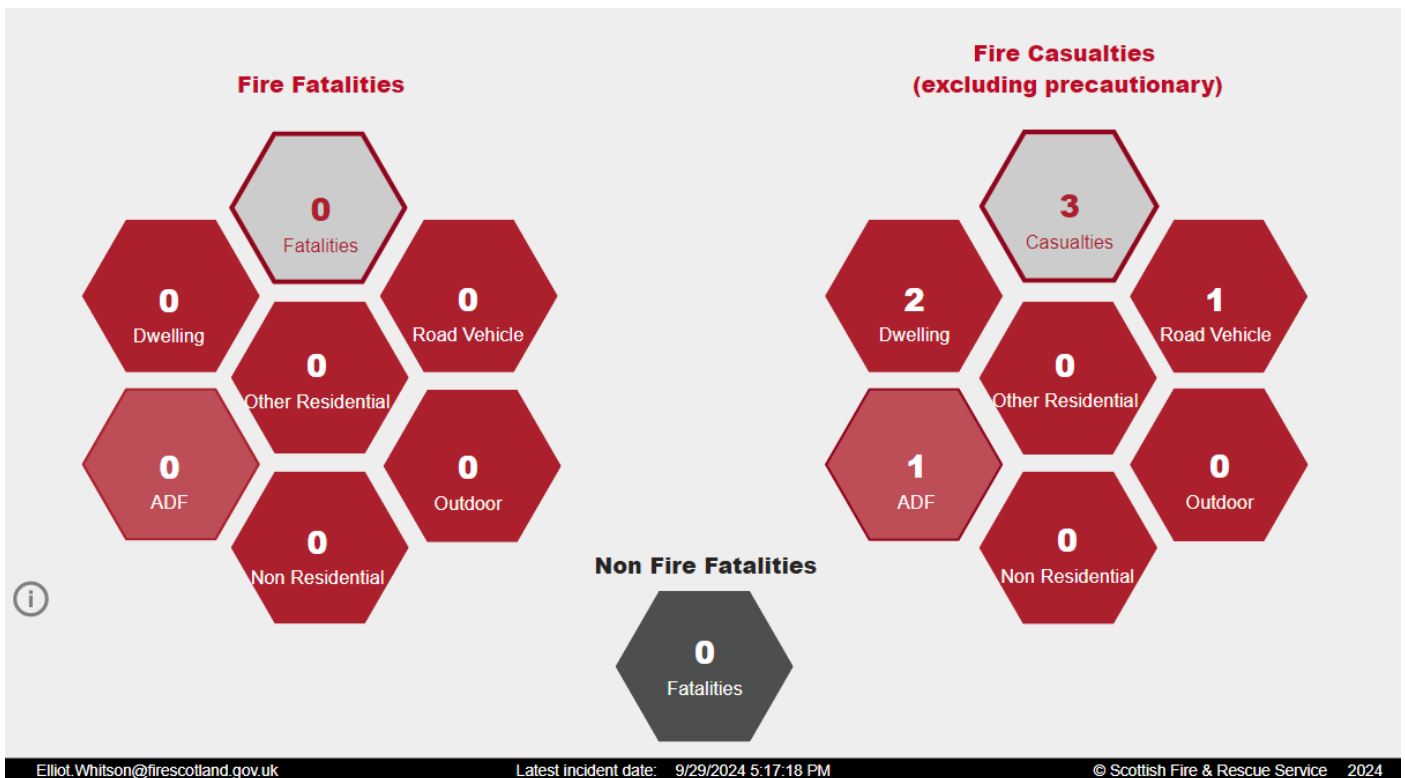 Fire Fatalities
0
Fatalities
0
Dwelling
0
Road Vehicle
0
Other Residential
0
ADF
0
Outdoor
0
Non Residential
Fire Casualties
(excluding precautionary)
3
Casualties
2
Dwelling
1
Road Vehicle
0
Other Residential
1
ADF
0
Outdoor
0
Non Residential
i
Non Fire Fatalities
0
Fatalities
Elliot.Whitson@firescotland.gov.uk Latest incident date: 9/29/2024 5:17:18 PM © Scottish Fire & Rescue Service 2024